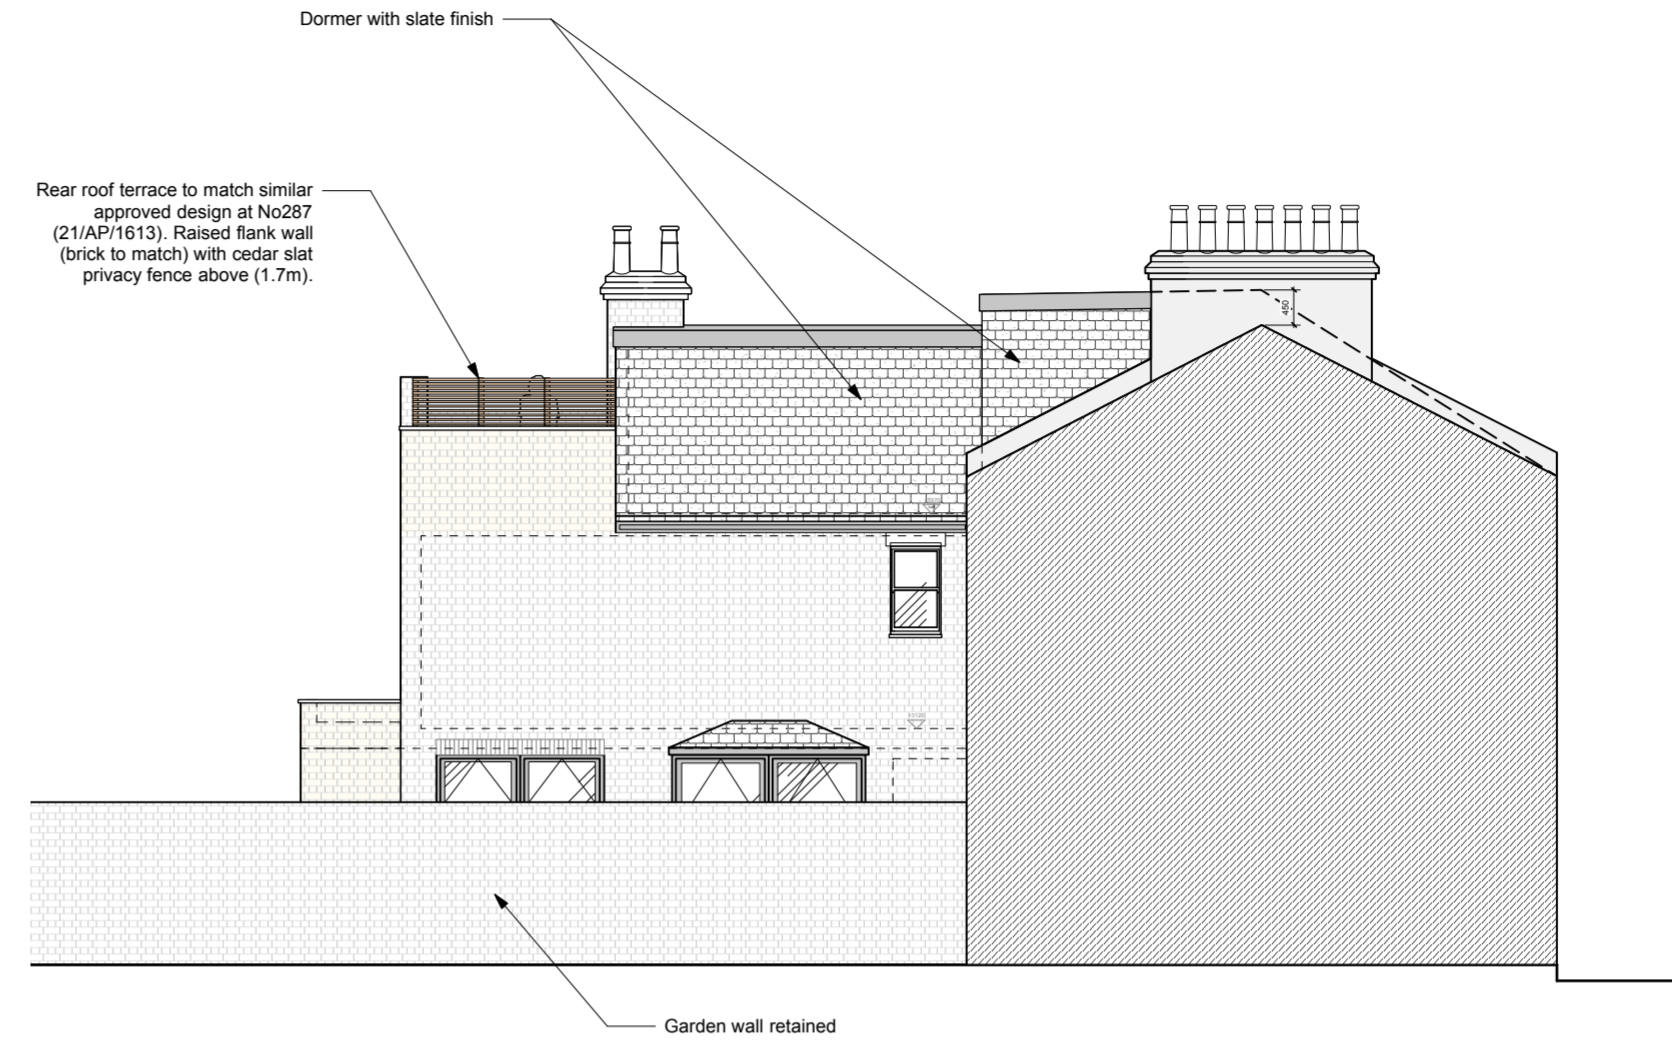 Dormer with slate finish
Rear roof terrace to match similar
approved design at No287
(21/AP/1613). Raised flank wall
(brick to match) with cedar slat
privacy fence above (1.7m).
450
Garden wall retained